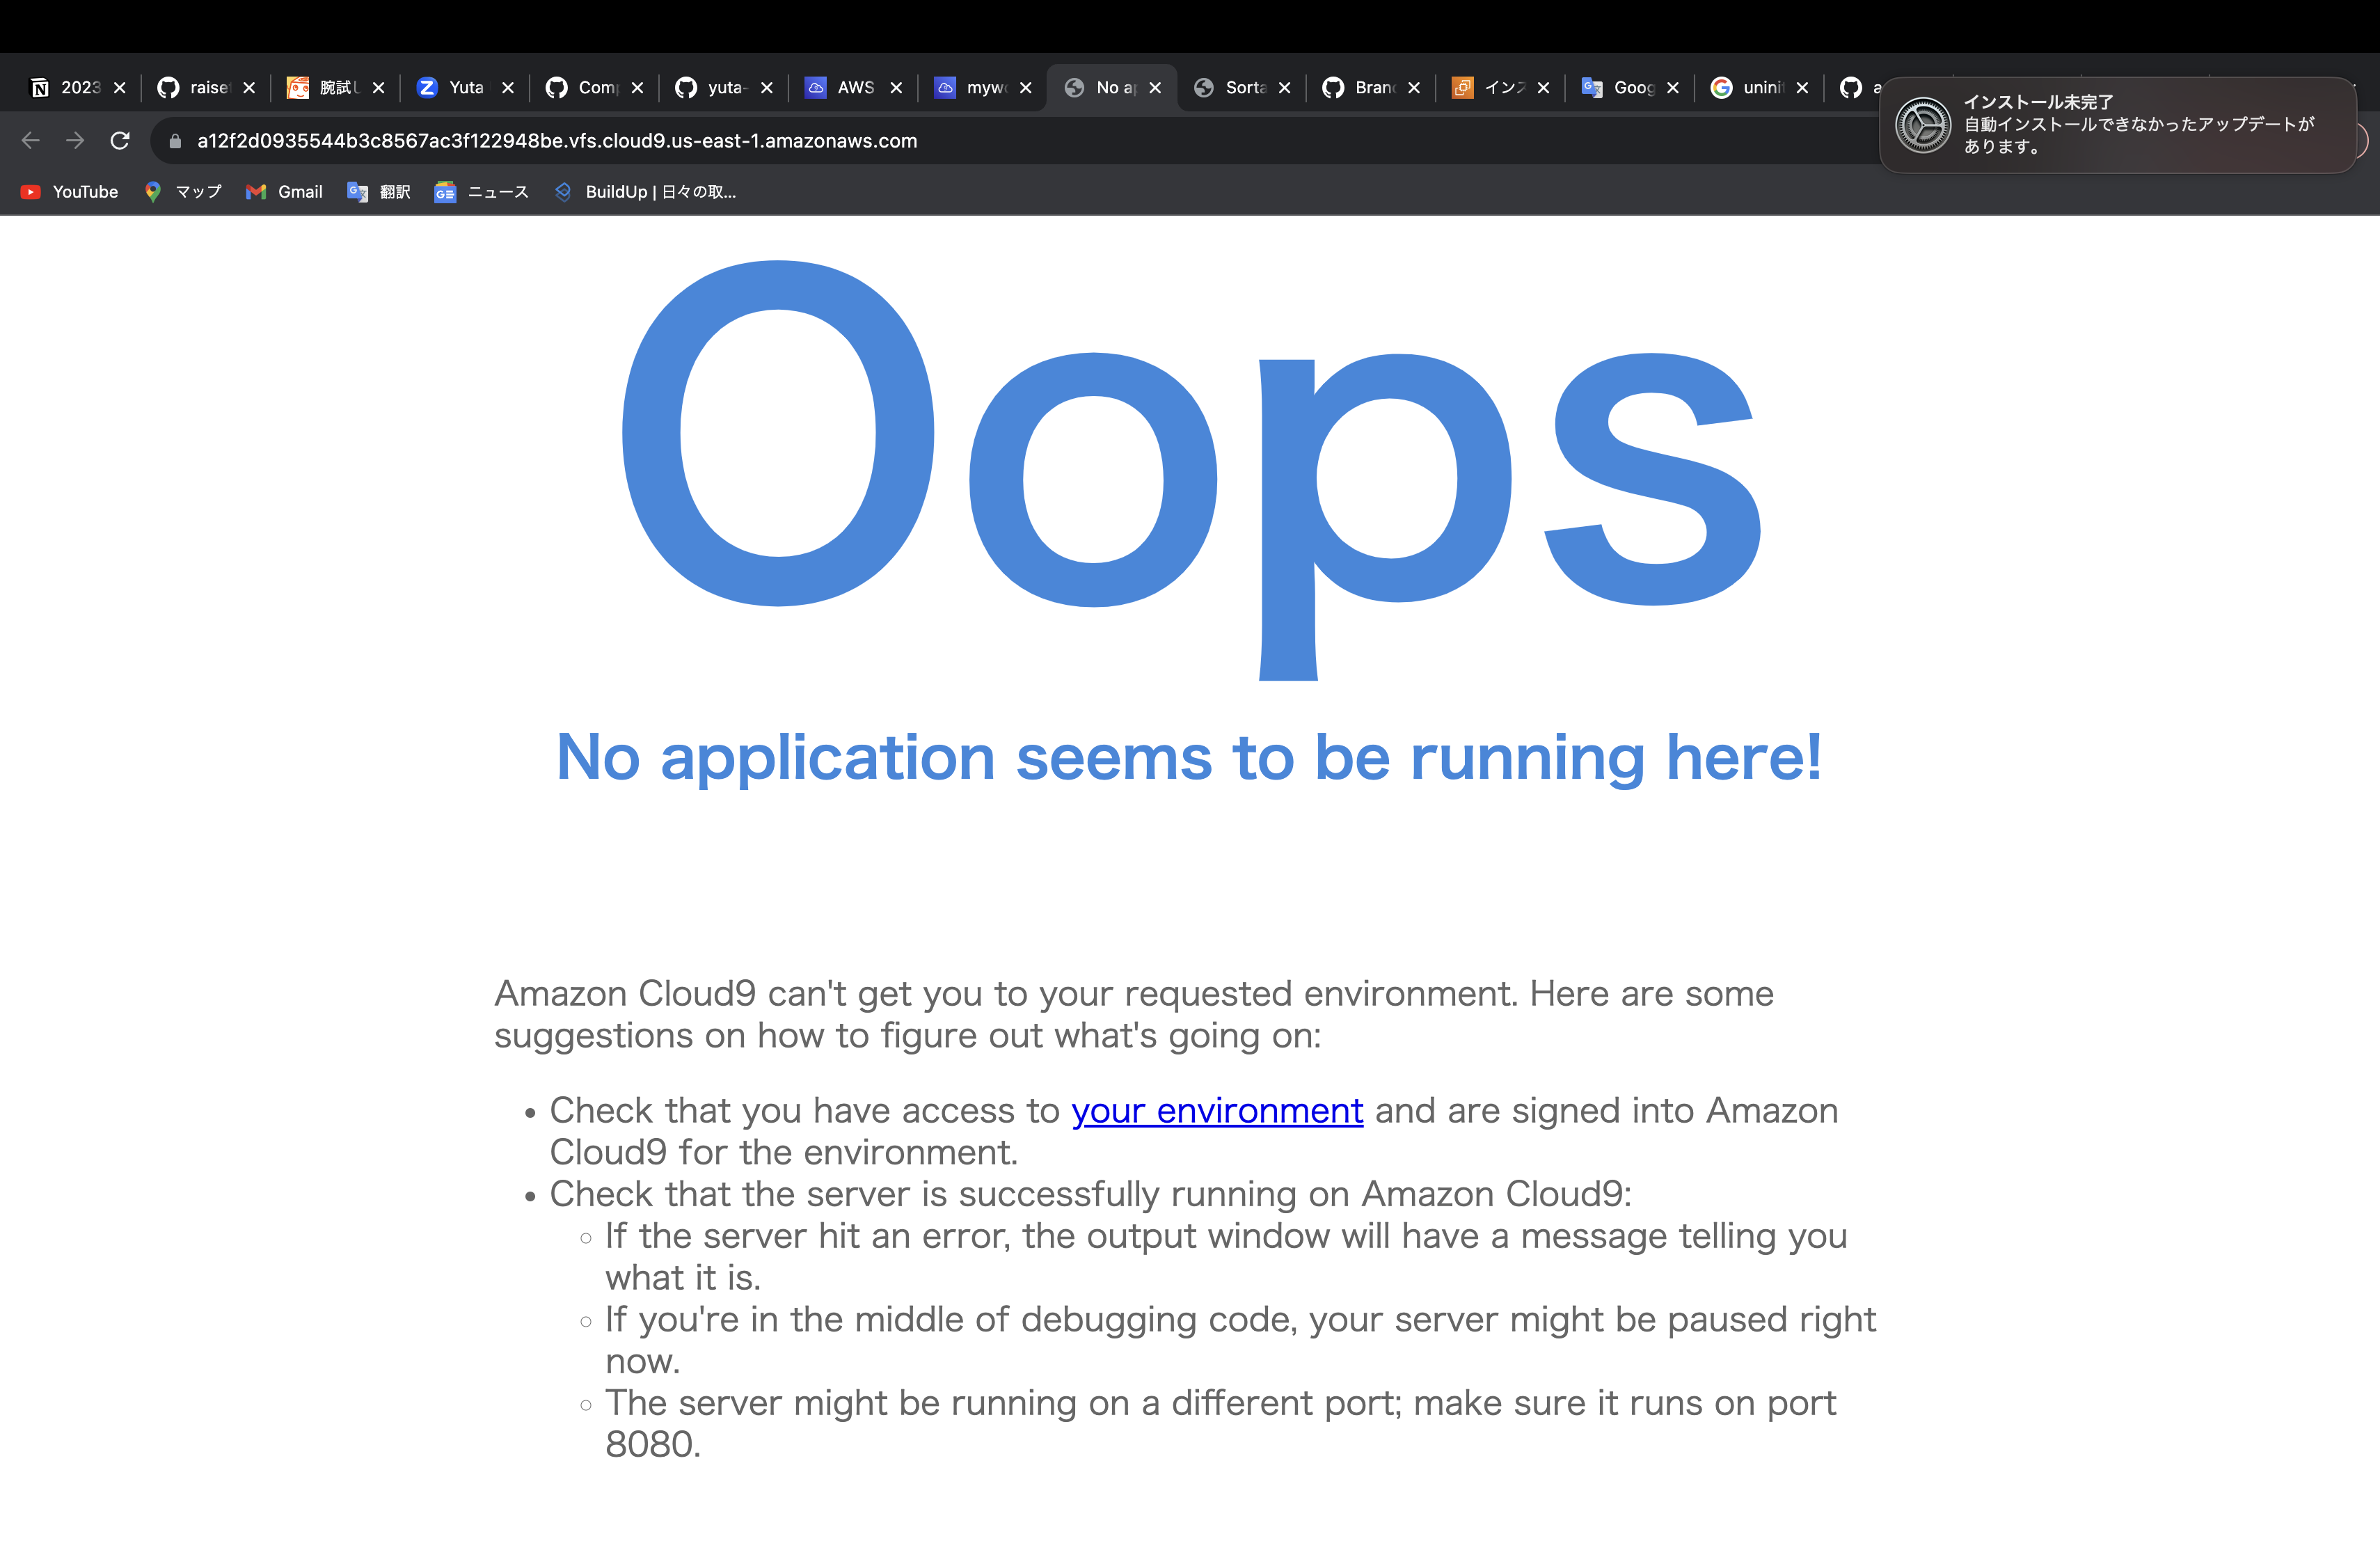 2023
raise
腕試し
Yuta
Comp
yuta-
AWS
myw
No a
Sorta
Bran
インス
Goog
unini
a
インストール未完了
自動インストールできなかったアップデートが
あります。
a12f2d0935544b3c8567ac3f122948be.vfs.cloud9.us-east-1.amazonaws.com
YouTube マップ Gmail 翻訳 ニュース BuildUp | 日々の取...
Oops
No application seems to be running here!
Amazon Cloud9 can't get you to your requested environment. Here are some
suggestions on how to figure out what's going on:
• Check that you have access to your environment and are signed into Amazon
Cloud9 for the environment.
• Check that the server is successfully running on Amazon Cloud9:
◦ If the server hit an error, the output window will have a message telling you
what it is.
◦ If you're in the middle of debugging code, your server might be paused right
now.
◦ The server might be running on a different port; make sure it runs on port
8080.